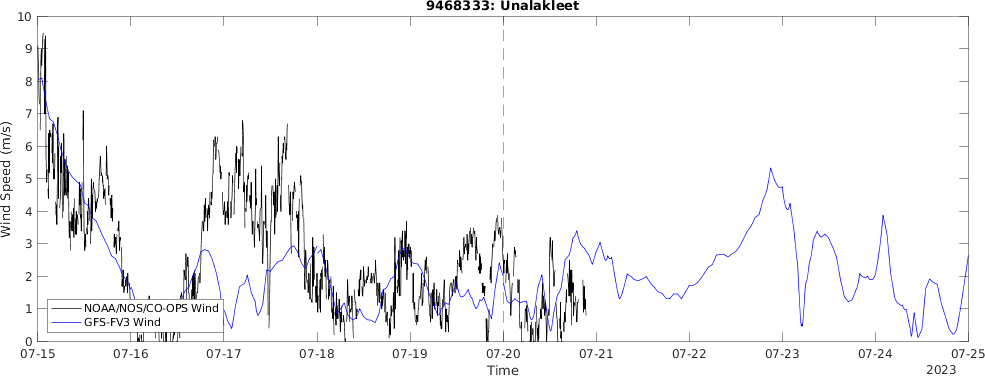 9468333: Unalakleet
10
9
8
7
6
5
4
3
2
1
0
Wind Speed (m/s)
NOAA/NOS/CO-OPS Wind
GFS-FV3 Wind
07-15 07-16 07-17 07-18 07-19 07-20 07-21 07-22 07-23 07-24 07-25
Time
2023